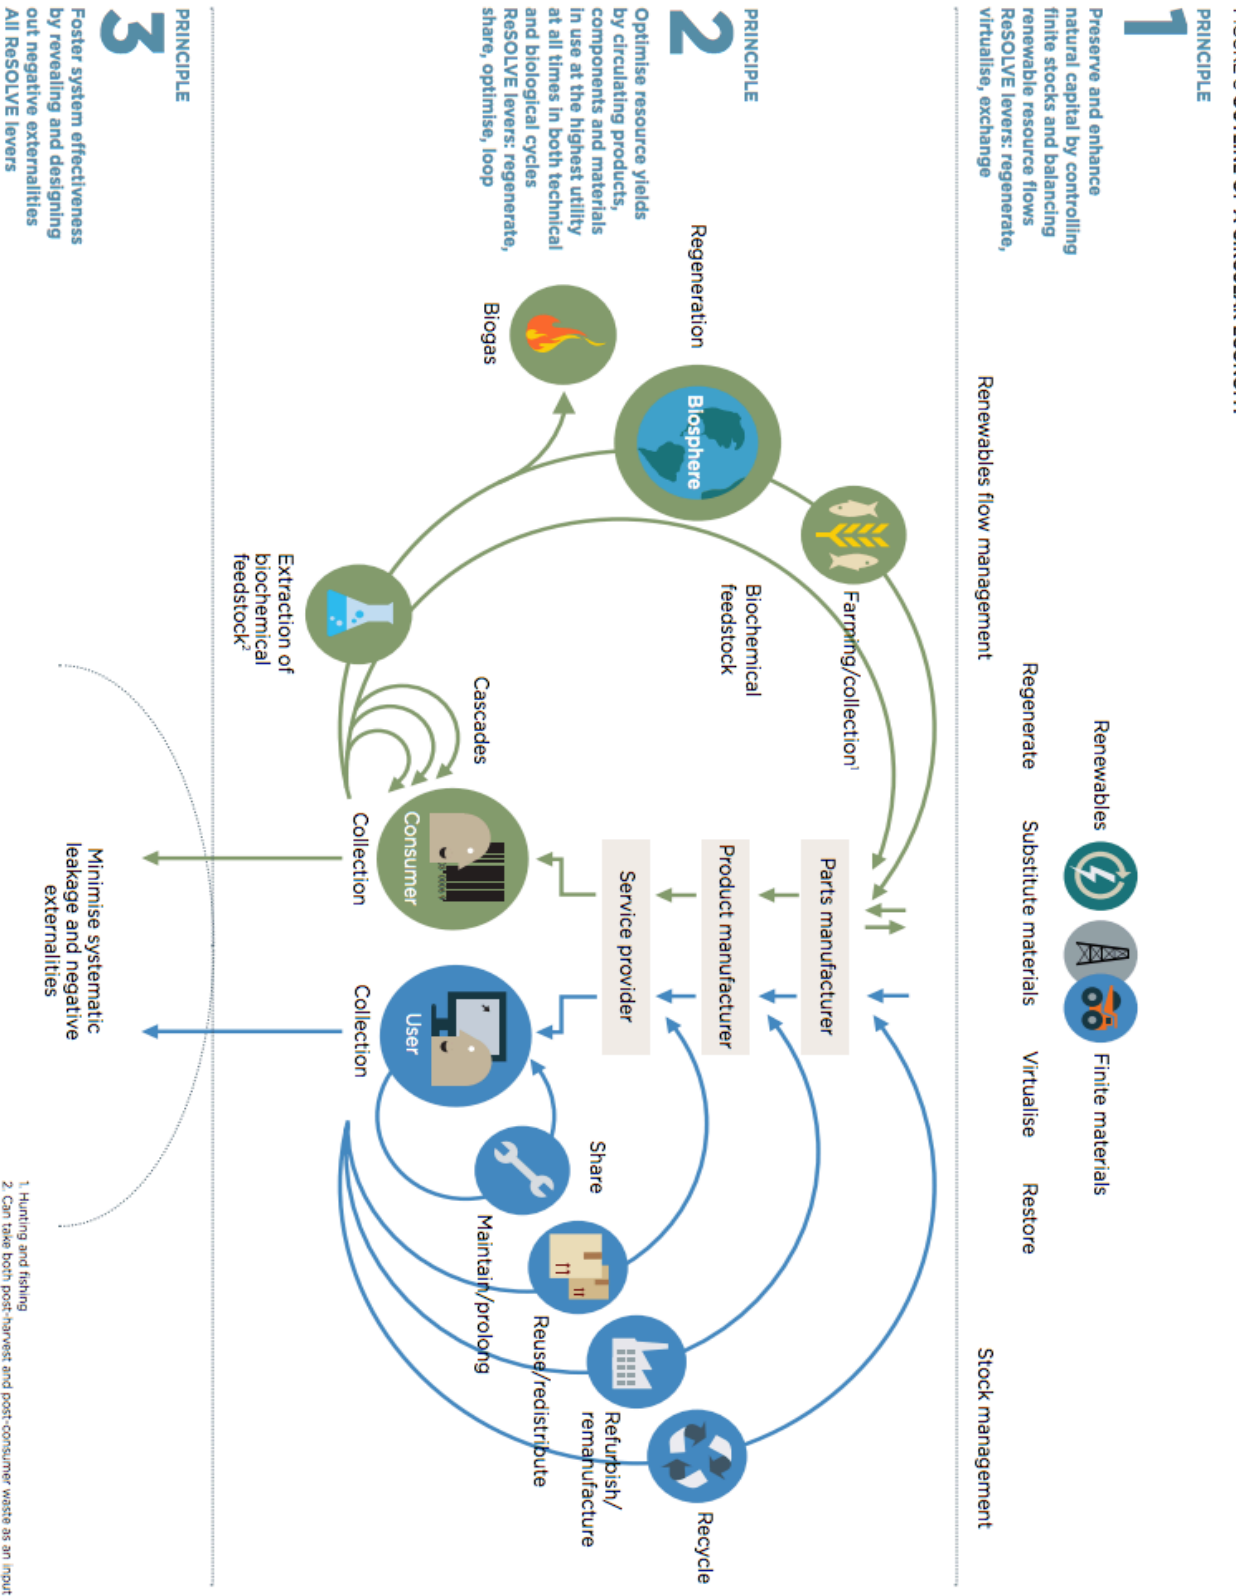 PRINCIPLE
1
Preserve and enhance
natural capital by controlling
finite stocks and balancing
renewable resource flows
ReSOLVE levers: regenerate,
virtualise, exchange
Renewables
Finite materials
Regenerate
Substitute materials
Virtualise
Restore
Renewables flow management
Stock management
PRINCIPLE
2
Optimise resource yields
by circulating products,
components and materials
in use at the highest utility
at all times in both technical
and biological cycles
ReSOLVE levers: regenerate,
share, optimise, loop
Farming/collection¹
Parts manufacturer
Biochemical
feedstock
Product manufacturer
Regeneration
Biosphere
Recycle
Service provider
Refurbish/
remanufacture
Share
Reuse/redistribute
Biogas
Cascades
Maintain/prolong
Consumer
User
Collection
Collection
Extraction of
biochemical
feedstock²
PRINCIPLE
3
Foster system effectiveness
by revealing and designing
out negative externalities
All ReSOLVE levers
Minimise systematic
leakage and negative
externalities
1. Hunting and fishing
2. Can take both post-harvest and post-consumer waste as an input